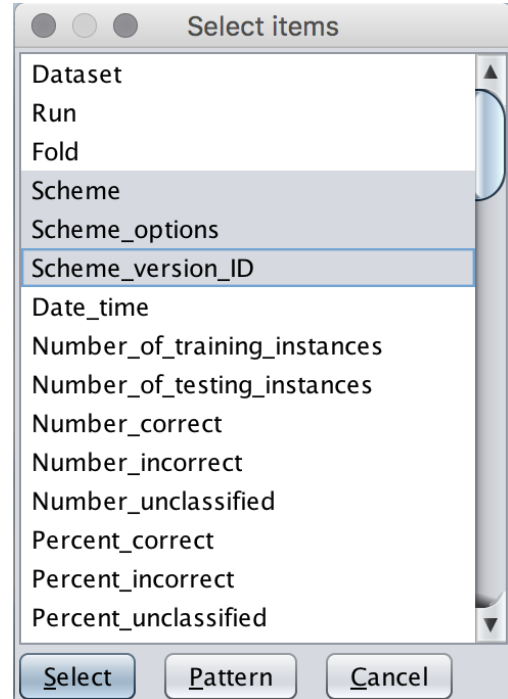 Select items
Dataset
Run
Fold
Scheme
Scheme_options
Scheme_version_ID
Date_time
Number_of_training_instances
Number_of_testing_instances
Number_correct
Number_incorrect
Number_unclassified
Percent_correct
Percent_incorrect
Percent_unclassified
Select Pattern Cancel